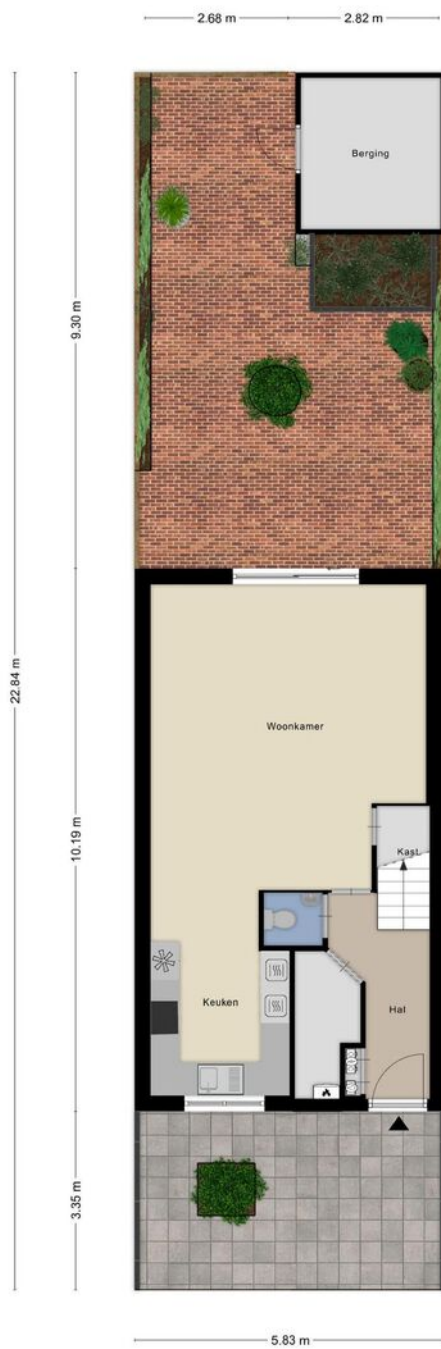 2.68 m
2.82 m
Berging
9.30 m
22.84 m
Woonkamer
10.19 m
Kast
Keuken
Hal
3.35 m
5.83 m